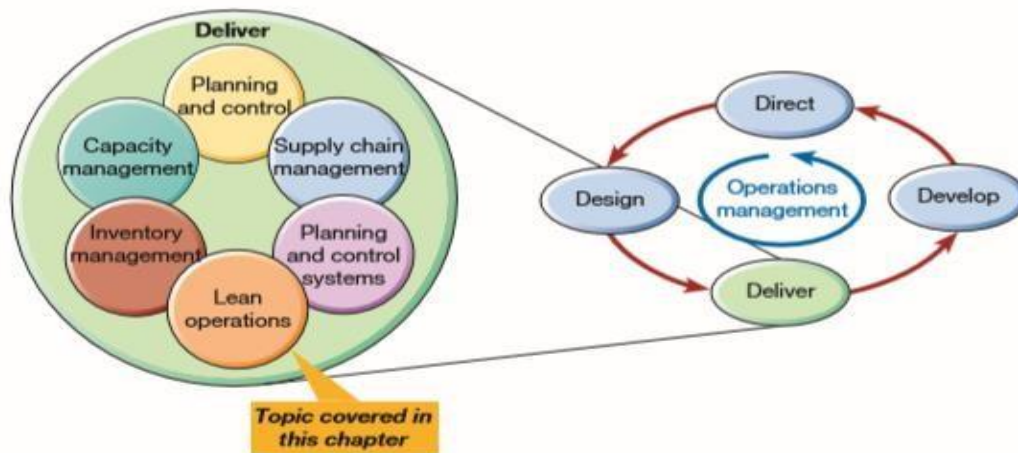 Deliver
Planning
and control
Capacity
management
Supply chain
management
Inventory
management
Planning
and control
systems
Lean
operations
Topic covered in
this chapter
Direct
Design
Operations
management
Develop
Deliver